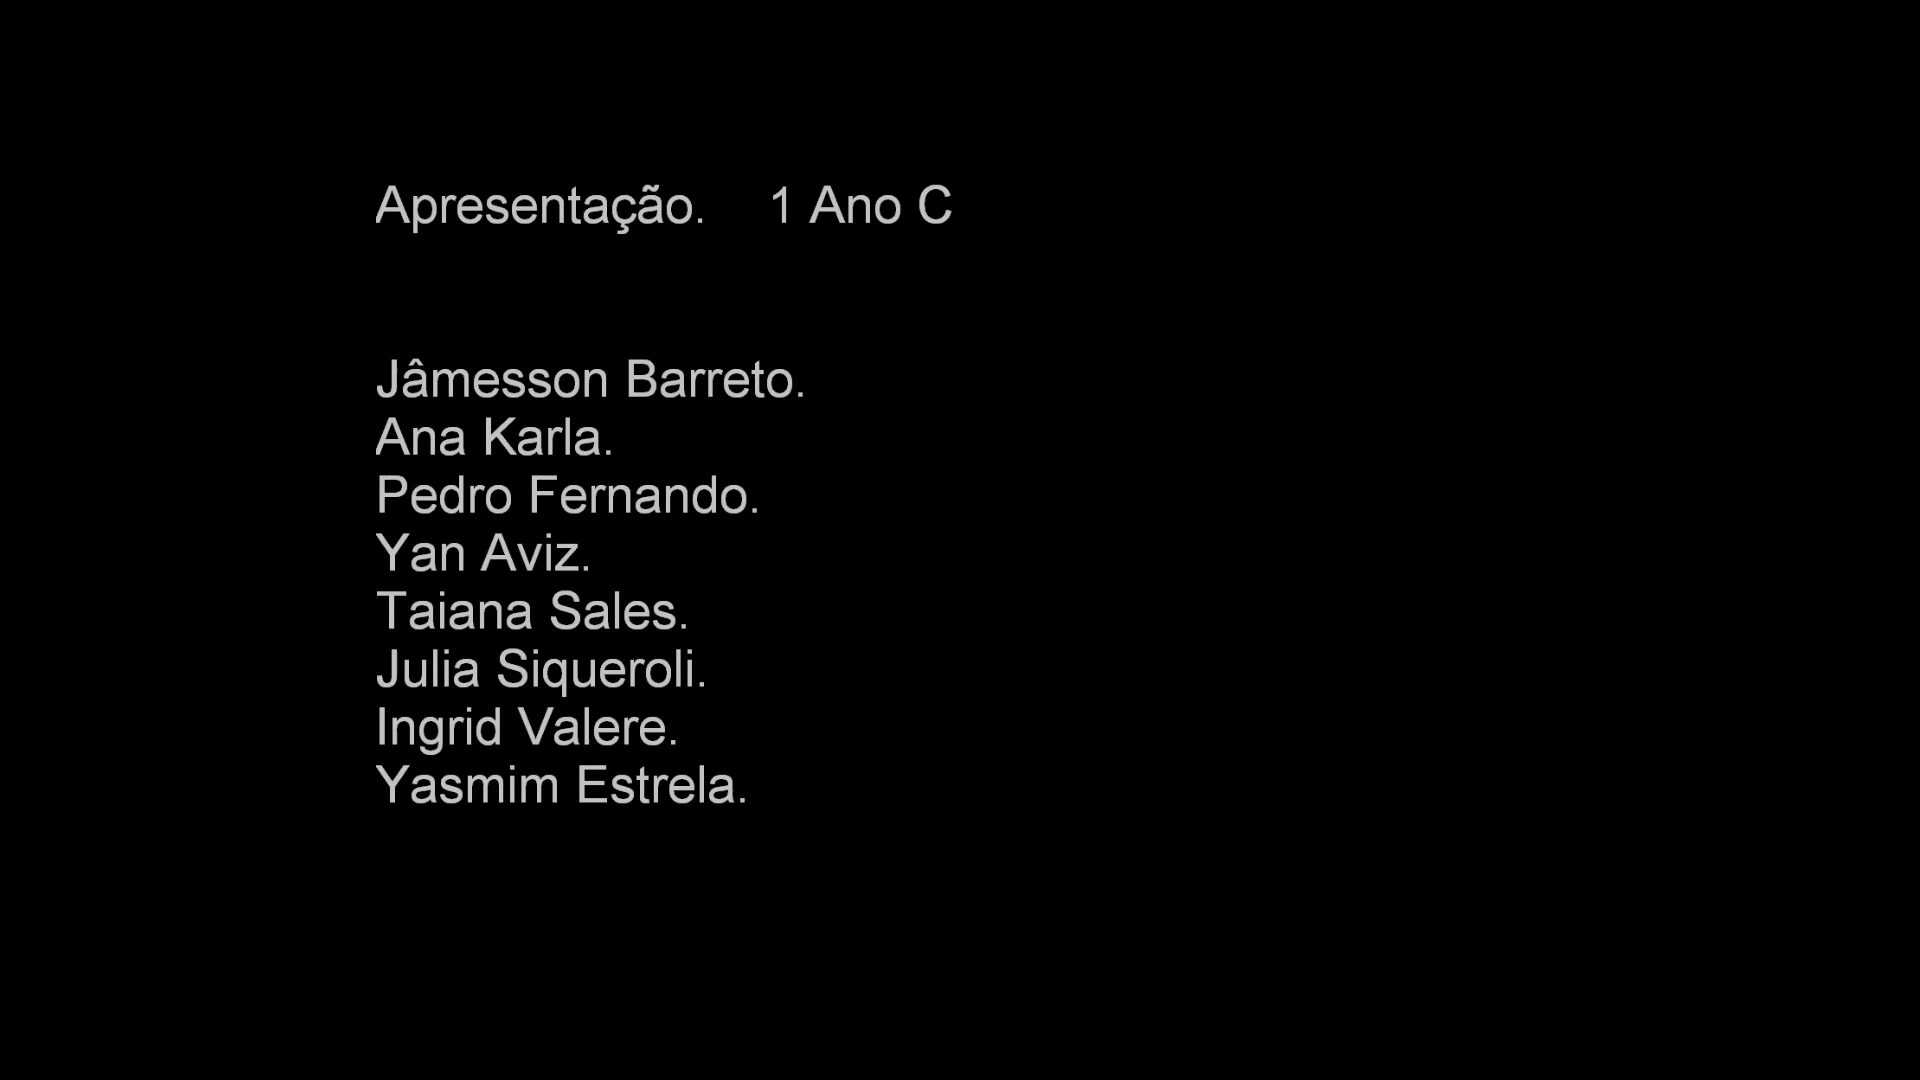 Apresentação. 1 Ano C
Jâmesson Barreto.
Ana Karla.
Pedro Fernando.
Yan Aviz.
Taiana Sales.
Julia Siqueroli.
Ingrid Valere.
Yasmim Estrela.